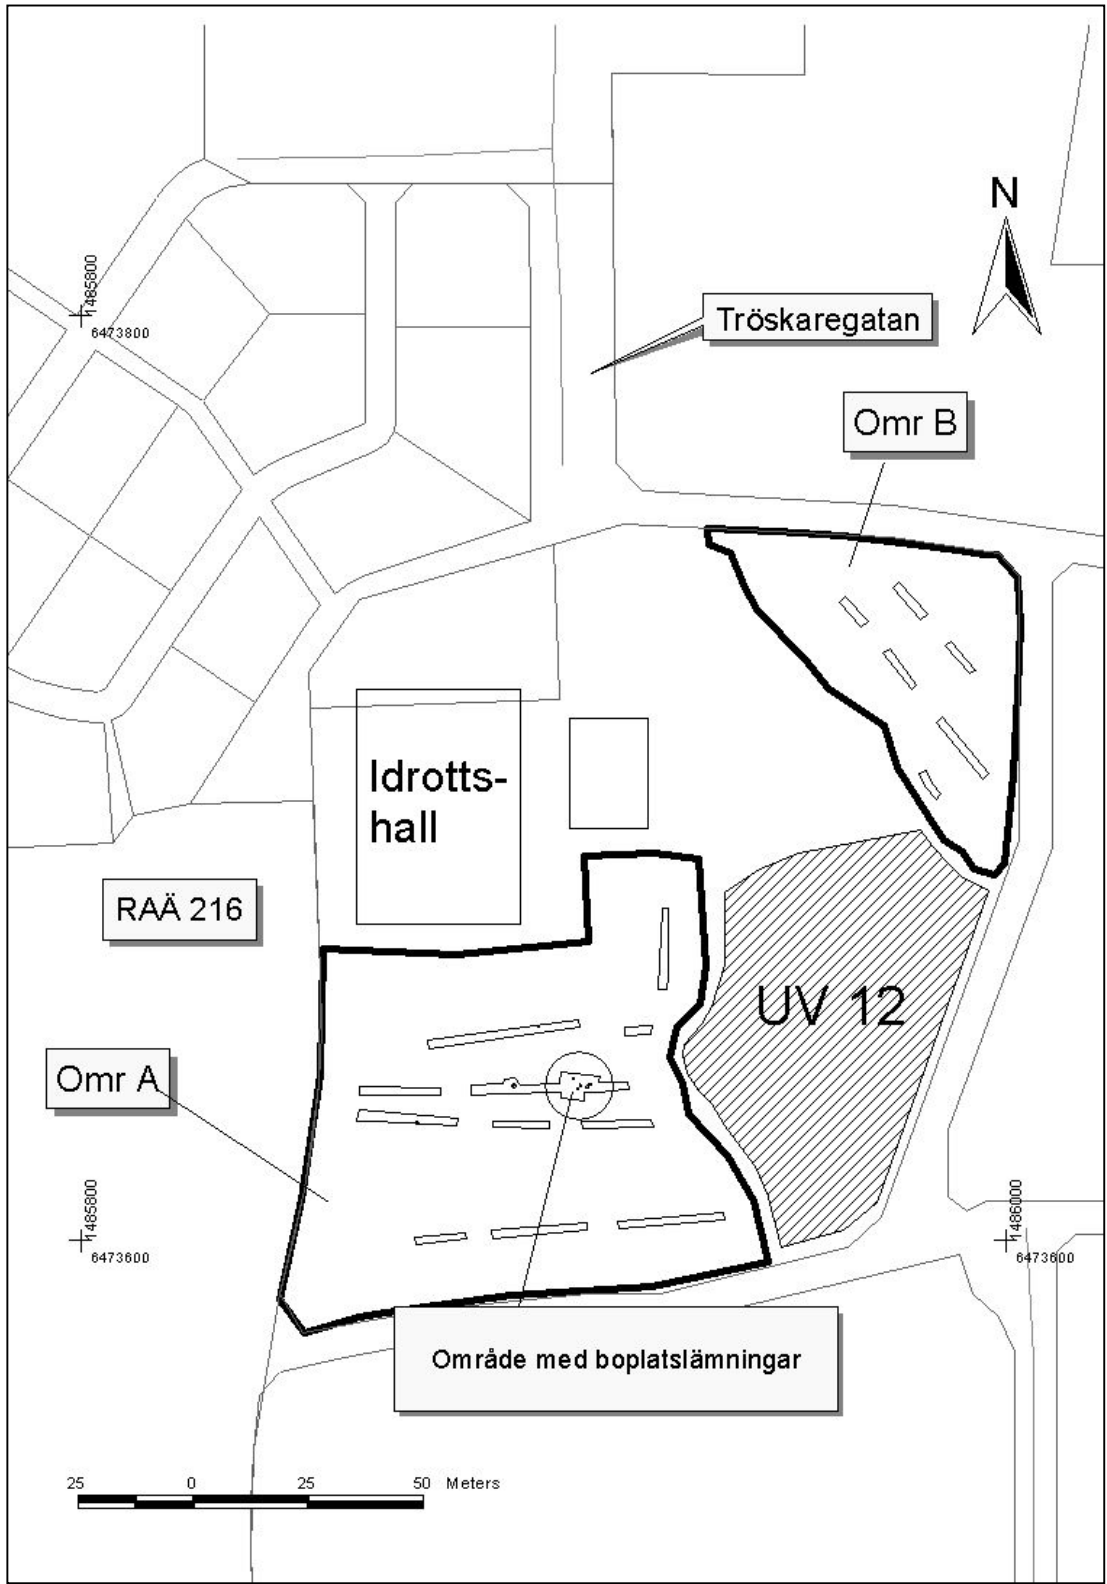 N
1485800
6473800
Tröskaregatan
Omr B
Idrotts-
hall
RAÄ 216
UV 12
Omr A
1485800
6473600
1486000
6473600
Område med boplatslämningar
25 0 25 50 Meters